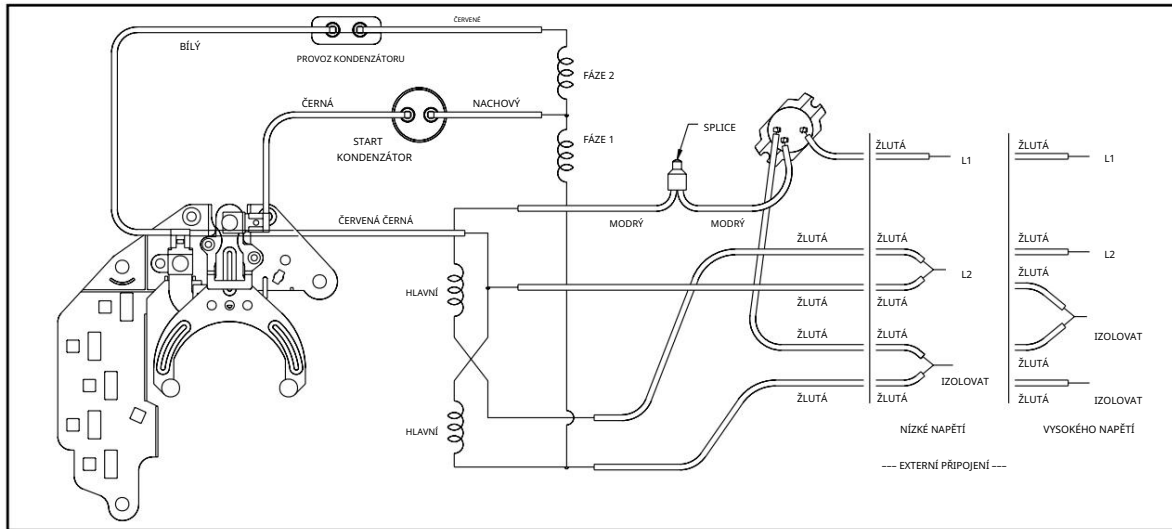 ČERVENÉ
BÍLÝ
PROVOZ KONDENZÁTORU
FÁZE 2
ČERNÁ
NACHOVÝ
START
KONDENZÁTOR
FÁZE 1
SPLICE
ŽLUTÁ
L1
ŽLUTÁ
L1
ČERVENÁ ČERNÁ
MODRÝ
MODRÝ
ŽLUTÁ
ŽLUTÁ
L2
ŽLUTÁ
L2
HLAVNÍ
ŽLUTÁ
ŽLUTÁ
ŽLUTÁ
ŽLUTÁ
ŽLUTÁ
IZOLOVAT
ŽLUTÁ
IZOLOVAT
ŽLUTÁ
ŽLUTÁ
ŽLUTÁ
IZOLOVAT
HLAVNÍ
NÍZKÉ NAPĚTÍ
VYSOKÉHO NAPĚTÍ
--- EXTERNÍ PŘIPOJENÍ ---